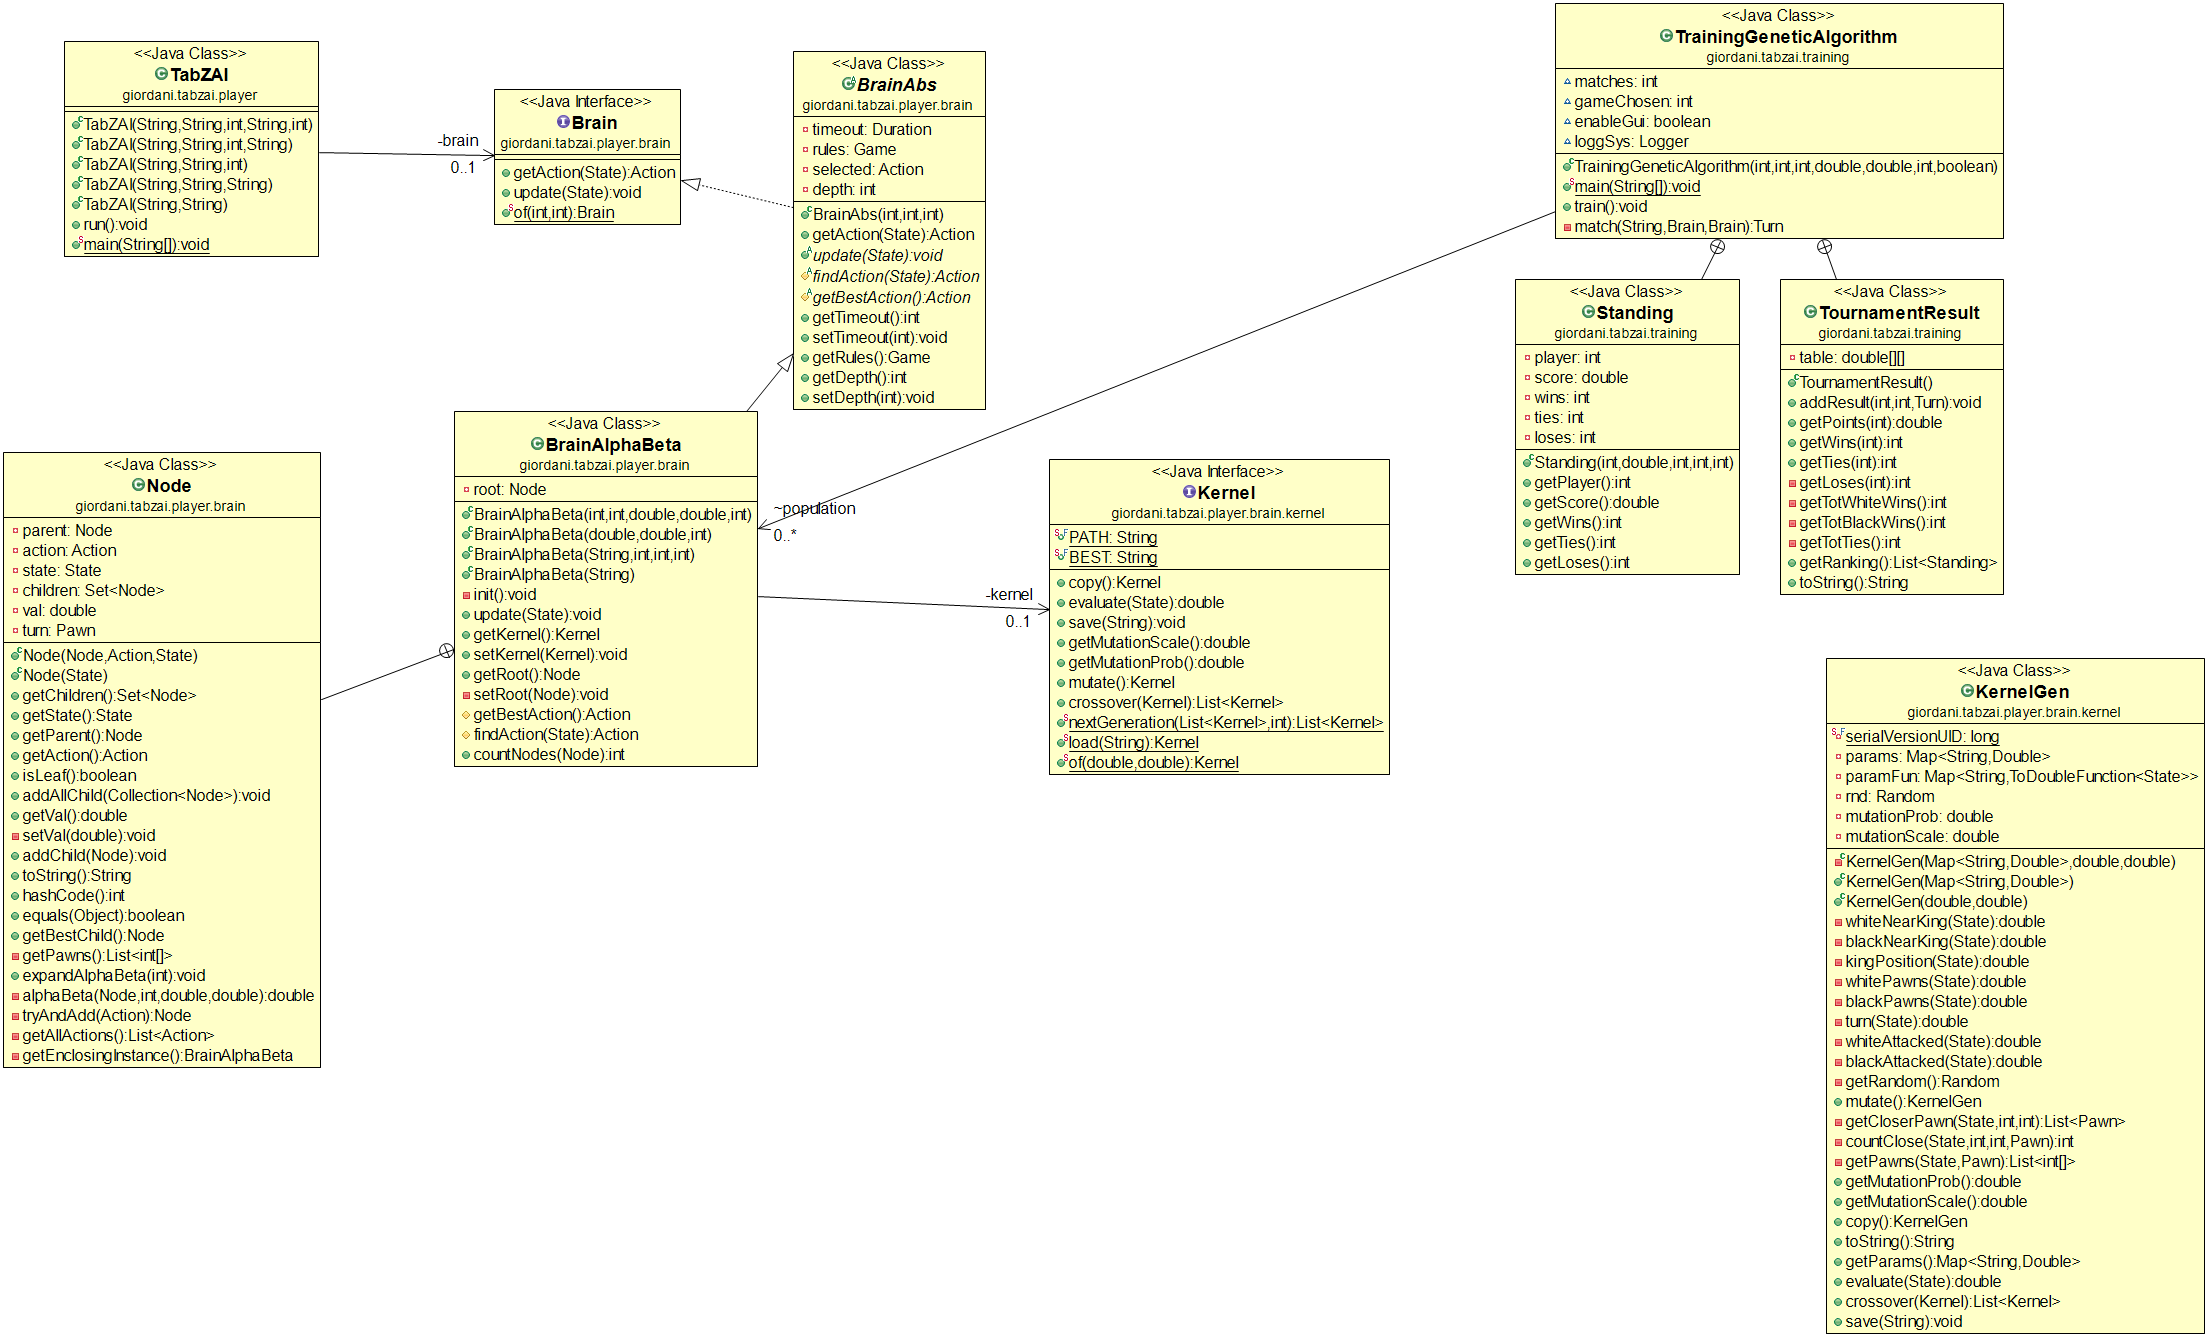 <<Java Class>>
TabZAI
giordani.tabzai.player
TabZAI(String,String,int,String,int)
TabZAI(String,String,int,String)
TabZAI(String,String,int)
TabZAI(String,String,String)
TabZAI(String,String)
run():void
main(String[]):void
-brain
0..1
<<Java Interface>>
Brain
giordani.tabzai.player.brain
getAction(State):Action
update(State):void
of(int,int):Brain
<<Java Class>>
BrainAbs
giordani.tabzai.player.brain
timeout: Duration
rules: Game
selected: Action
depth: int
BrainAbs(int,int,int)
getAction(State):Action
update(State):void
findAction(State):Action
getBestAction():Action
getTimeout():int
setTimeout(int):void
getRules():Game
getDepth():int
setDepth(int):void
<<Java Class>>
TrainingGeneticAlgorithm
giordani.tabzai.training
matches: int
gameChosen: int
enableGui: boolean
loggSys: Logger
TrainingGeneticAlgorithm(int,int,int,double,double,int,boolean)
main(String[]):void
train():void
match(String,Brain,Brain):Turn
<<Java Class>>
Standing
giordani.tabzai.training
player: int
score: double
wins: int
ties: int
loses: int
Standing(int,double,int,int,int)
getPlayer():int
getScore():double
getWins():int
getTies():int
getLoses():int
<<Java Class>>
TournamentResult
giordani.tabzai.training
table: double[][]
TournamentResult()
addResult(int,int,Turn):void
getPoints(int):double
getWins(int):int
getTies(int):int
getLoses(int):int
getTotWhiteWins():int
getTotBlackWins():int
getTotTies():int
getRanking():List<Standing>
toString():String
<<Java Class>>
Node
giordani.tabzai.player.brain
parent: Node
action: Action
state: State
children: Set<Node>
val: double
turn: Pawn
Node(Node,Action,State)
Node(State)
getChildren():Set<Node>
getState():State
getParent():Node
getAction():Action
isLeaf():boolean
addAllChild(Collection<Node>):void
getVal():double
setVal(double):void
addChild(Node):void
toString():String
hashCode():int
equals(Object):boolean
getBestChild():Node
getPawns():List<int[]>
expandAlphaBeta(int):void
alphaBeta(Node,int,double,double):double
tryAndAdd(Action):Node
getAllActions():List<Action>
getEnclosingInstance():BrainAlphaBeta
<<Java Class>>
BrainAlphaBeta
giordani.tabzai.player.brain
root: Node
BrainAlphaBeta(int,int,double,double,int)
BrainAlphaBeta(double,double,int)
BrainAlphaBeta(String,int,int,int)
BrainAlphaBeta(String)
init():void
update(State):void
getKernel():Kernel
setKernel(Kernel):void
getRoot():Node
setRoot(Node):void
getBestAction():Action
findAction(State):Action
countNodes(Node):int
~population
0..*
-kernel
0..1
<<Java Interface>>
Kernel
giordani.tabzai.player.brain.kernel
PATH: String
BEST: String
copy():Kernel
evaluate(State):double
save(String):void
getMutationScale():double
getMutationProb():double
mutate():Kernel
crossover(Kernel):List<Kernel>
nextGeneration(List<Kernel>,int):List<Kernel>
load(String):Kernel
of(double,double):Kernel
<<Java Class>>
KernelGen
giordani.tabzai.player.brain.kernel
serialVersionUID: long
params: Map<String,Double>
paramFun: Map<String,ToDoubleFunction<State>>
rnd: Random
mutationProb: double
mutationScale: double
KernelGen(Map<String,Double>,double,double)
KernelGen(Map<String,Double>)
KernelGen(double,double)
whiteNearKing(State):double
blackNearKing(State):double
kingPosition(State):double
whitePawns(State):double
blackPawns(State):double
turn(State):double
whiteAttacked(State):double
blackAttacked(State):double
getRandom():Random
mutate():KernelGen
getCloserPawn(State,int,int):List<Pawn>
countClose(State,int,int,Pawn):int
getPawns(State,Pawn):List<int[]>
getMutationProb():double
getMutationScale():double
copy():KernelGen
toString():String
getParams():Map<String,Double>
evaluate(State):double
crossover(Kernel):List<Kernel>
save(String):void